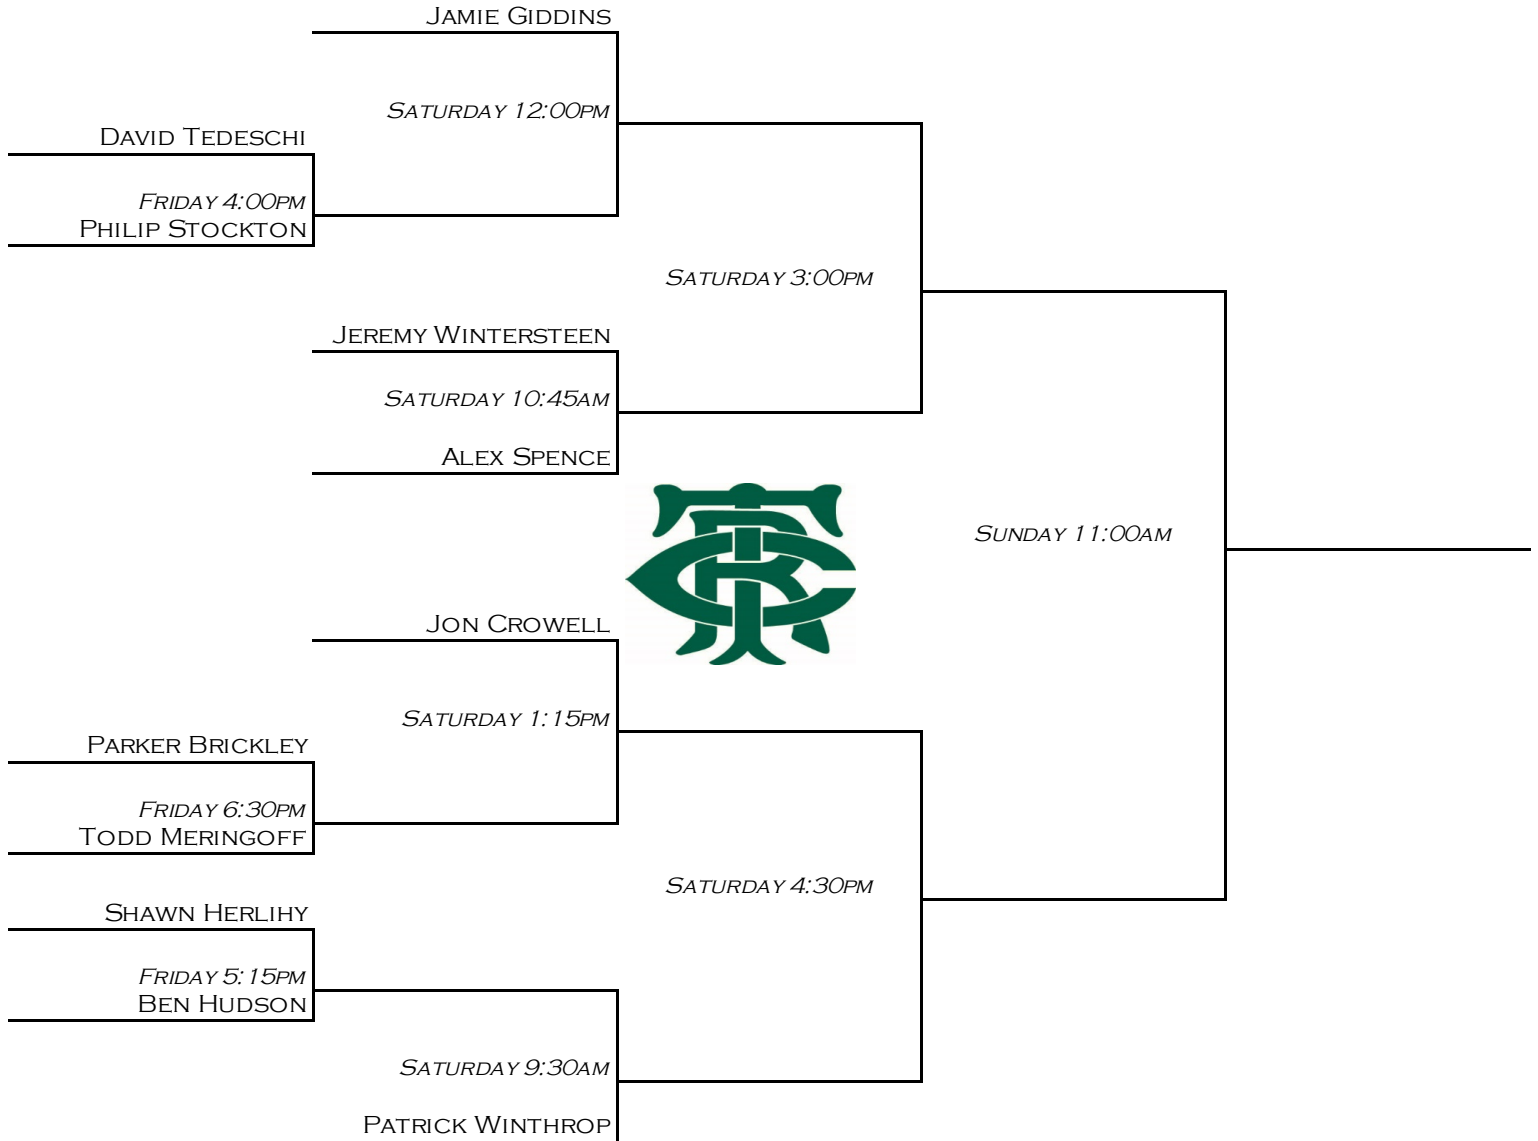 JAMIE GIDDINS
SATURDAY 12:00PM
DAVID TEDESCHI
FRIDAY 4:00PM
PHILIP STOCKTON
SATURDAY 3:00PM
JEREMY WINTERSTEEN
SATURDAY 10:45AM
ALEX SPENCE
SUNDAY 11:00AM
JON CROWELL
SATURDAY 1:15PM
PARKER BRICKLEY
FRIDAY 6:30PM
TODD MERINGOFF
SATURDAY 4:30PM
SHAWN HERLIHY
FRIDAY 5:15PM
BEN HUDSON
SATURDAY 9:30AM
PATRICK WINTHROP